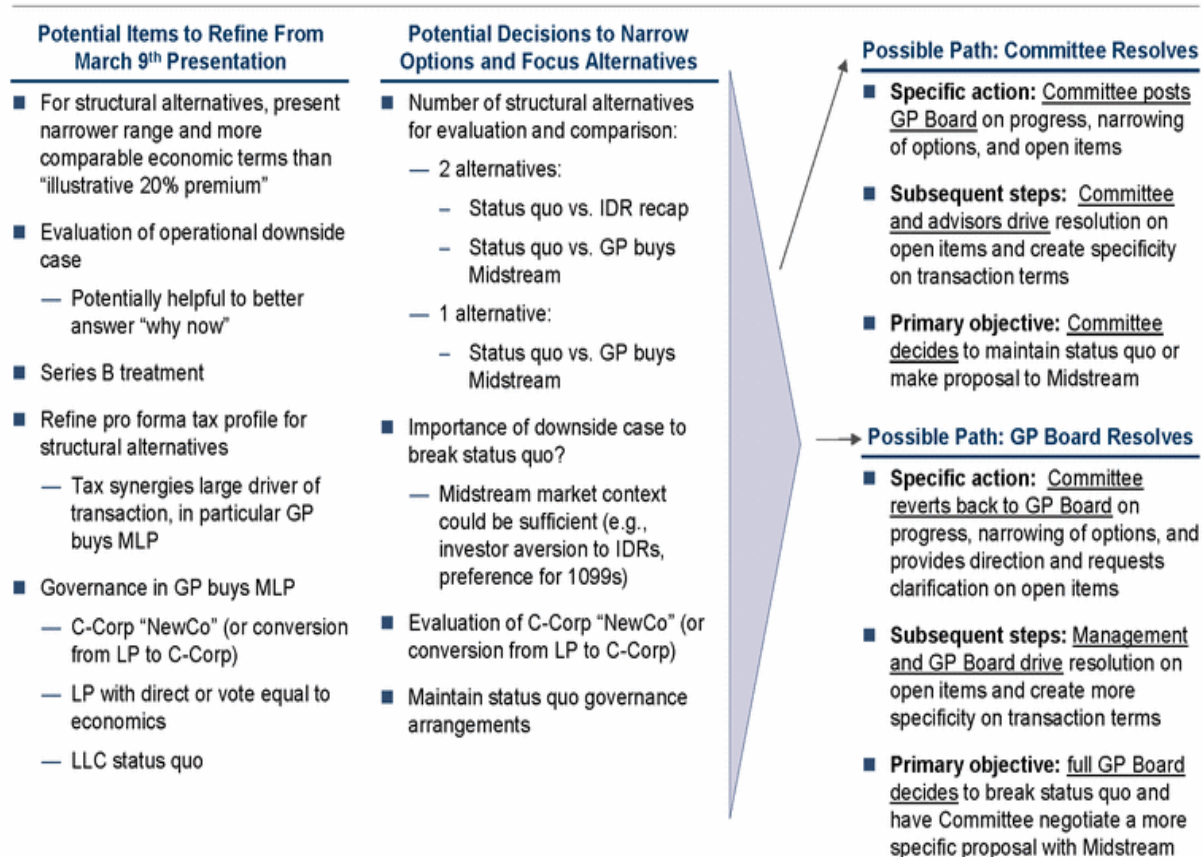 Potential Items to Refine From
March 9th Presentation
■ For structural alternatives, present
narrower range and more
comparable economic terms than
“illustrative 20% premium”
■ Evaluation of operational downside
case
— Potentially helpful to better
answer “why now”
■ Series B treatment
■ Refine pro forma tax profile for
structural alternatives
— Tax synergies large driver of
transaction, in particular GP
buys MLP
■ Governance in GP buys MLP
— C-Corp “NewCo” (or conversion
from LP to C-Corp)
— LP with direct or vote equal to
economics
— LLC status quo
Potential Decisions to Narrow
Options and Focus Alternatives
■ Number of structural alternatives
for evaluation and comparison:
— 2 alternatives:
– Status quo vs. IDR recap
– Status quo vs. GP buys
Midstream
— 1 alternative:
– Status quo vs. GP buys
Midstream
■ Importance of downside case to
break status quo?
— Midstream market context
could be sufficient (e.g.,
investor aversion to IDRs,
preference for 1099s)
■ Evaluation of C-Corp “NewCo” (or
conversion from LP to C-Corp)
■ Maintain status quo governance
arrangements
Possible Path: Committee Resolves
■ Specific action: Committee posts
GP Board on progress, narrowing
of options, and open items
■ Subsequent steps: Committee
and advisors drive resolution on
open items and create specificity
on transaction terms
■ Primary objective: Committee
decides to maintain status quo or
make proposal to Midstream
Possible Path: GP Board Resolves
■ Specific action: Committee
reverts back to GP Board on
progress, narrowing of options, and
provides direction and requests
clarification on open items
■ Subsequent steps: Management
and GP Board drive resolution on
open items and create more
specificity on transaction terms
■ Primary objective: full GP Board
decides to break status quo and
have Committee negotiate a more
specific proposal with Midstream